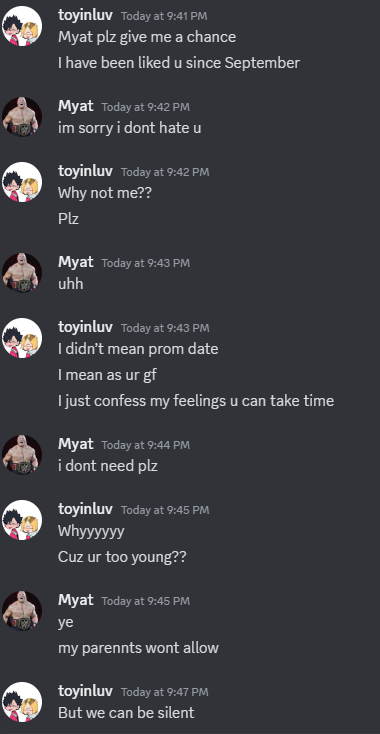 toyinluv Today at 9:41 PM
Myat plz give me a chance
I have been liked u since September
Myat Today at 9:42 PM
im sorry i dont hate u
toyinluv Today at 9:42 PM
Why not me??
Plz
Myat Today at 9:43 PM
uhh
toyinluv Today at 9:43 PM
I didn't mean prom date
I mean as ur gf
I just confess my feelings u can take time
Myat Today at 9:44 PM
i dont need plz
toyinluv Today at 9:45 PM
Whyyyyyy
Cuz ur too young??
Myat Today at 9:45 PM
ye
my parennts wont allow
toyinluv Today at 9:47 PM
But we can be silent